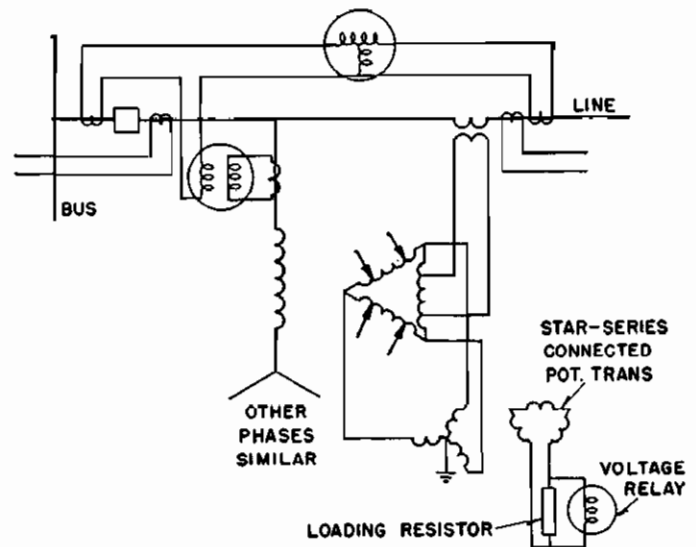 LINE
BUS
STAR-SERIES
CONNECTED
POT. TRANS
OTHER
PHASES
SIMILAR
VOLTAGE
RELAY
LOADING RESISTOR